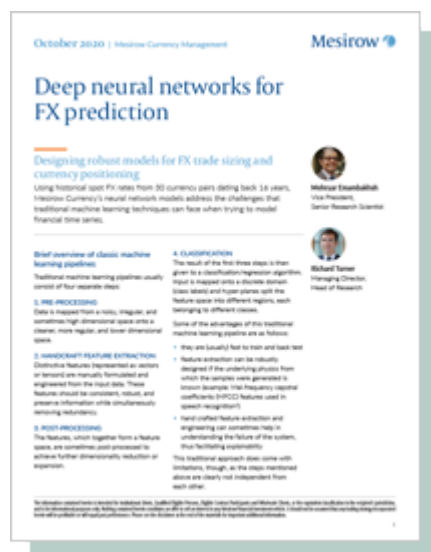 October 2020 | Mesirow Currency Management
Mesirow
Deep neural networks for
FX prediction
Designing robust models for FX trade sizing and
currency positioning
Using historical spot FX rates from 30 currency pairs dating back 16 years,
Mesirow Currency's neural network models address the challenges that
traditional machine learning techniques can face when trying to model
financial time series.
Vice President,
Senior Research Scientist
Richard Turner
Managing Director,
Head of Research
Brief overview of classic machine
learning pipelines
Traditional machine learning pipelines usually
consist of four separate steps:
1. PRE-PROCESSING
Data is mapped from a noisy, irregular, and
sometimes high dimensional space onto a
cleaner, more regular, and lower dimensional
space.
2. HANDCRAFT FEATURE EXTRACTION
Distinctive features (represented as vectors
or tensors) are manually formulated and
engineered from the input data. These
features should be consistent, robust, and
preserve information while simultaneously
removing redundancy.
3. POST-PROCESSING
The features, which together form a feature
space, are sometimes post-processed to
achieve further dimensionality reduction or
expansion.
4. CLASSIFICATION
The result of the first three steps is then
given to a classification/regression algorithm.
Input is mapped onto a discrete domain
(class labels) and hyper-planes split the
feature space into different regions, each
belonging to different classes.
Some of the advantages of this traditional
machine learning pipeline are as follows:
• they are (usually) fast to train and back-test
• feature extraction can be robustly
designed if the underlying physics from
which the samples were generated is
known (example: Mel-frequency cepstral
coefficients (MFCC) features used in
speech recognition¹)
• hand crafted feature extraction and
engineering can sometimes help in
understanding the failure of the system,
thus facilitating explainability
This traditional approach does come with
limitations, though, as the steps mentioned
above are clearly not independent from
each other.
1